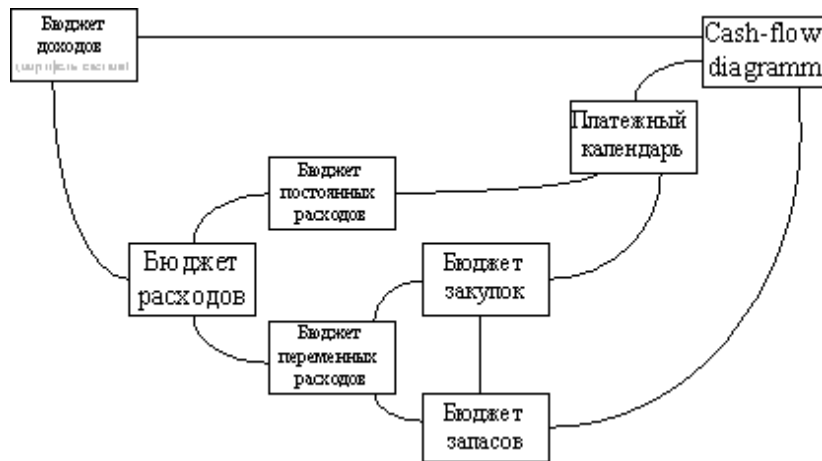 Бюджет
доходов
Cash-flow
diagramm
Платежный
календарь
Бюджет
постоянных
расходов
Бюджет
расходов
Бюджет
закупок
Бюджет
переменных
расходов
Бюджет
запасов